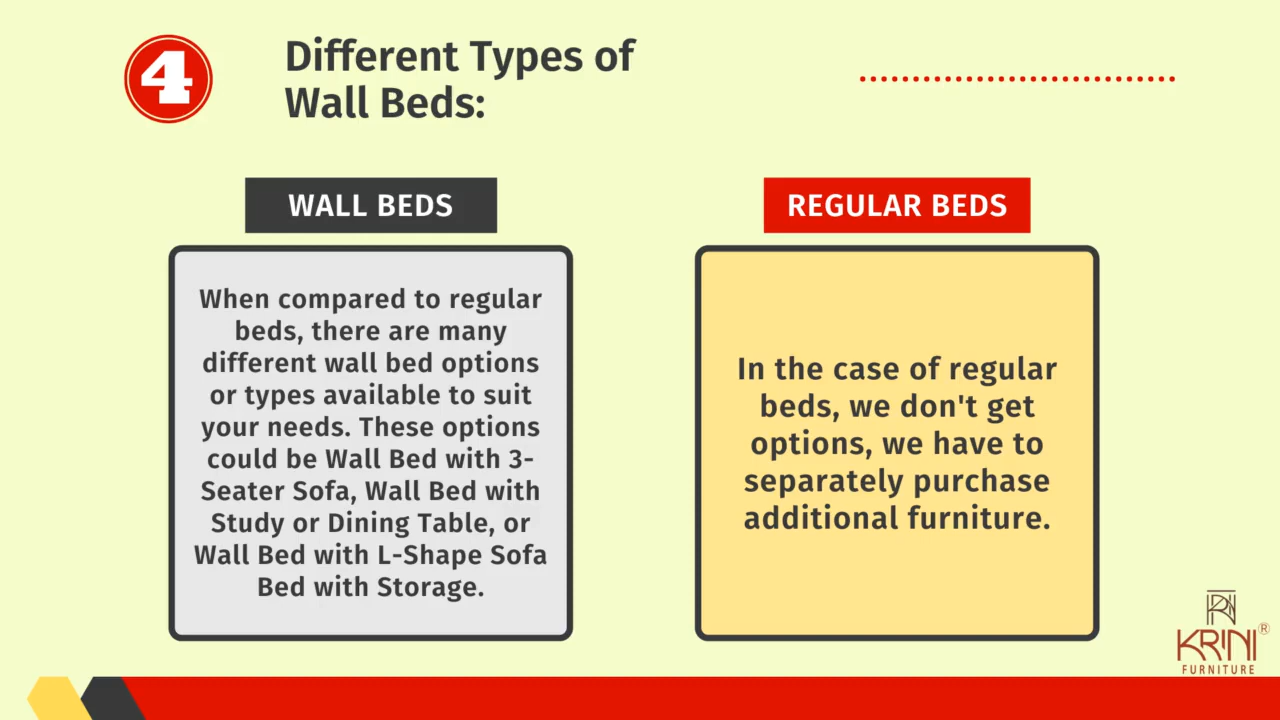 4
Different Types of
Wall Beds:
WALL BEDS
When compared to regular
beds, there are many
different wall bed options
or types available to suit
your needs. These options
could be Wall Bed with 3-
Seater Sofa, Wall Bed with
Study or Dining Table, or
Wall Bed with L-Shape Sofa
Bed with Storage.
REGULAR BEDS
In the case of regular
beds, we don't get
options, we have to
separately purchase
additional furniture.
KRINI®
FURNITURE